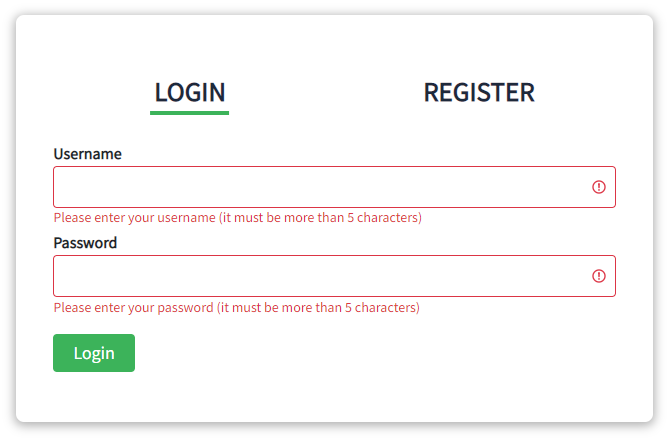 LOGIN REGISTER
Username
Please enter your username (it must be more than 5 characters)
Password
Please enter your password (it must be more than 5 characters)
Login